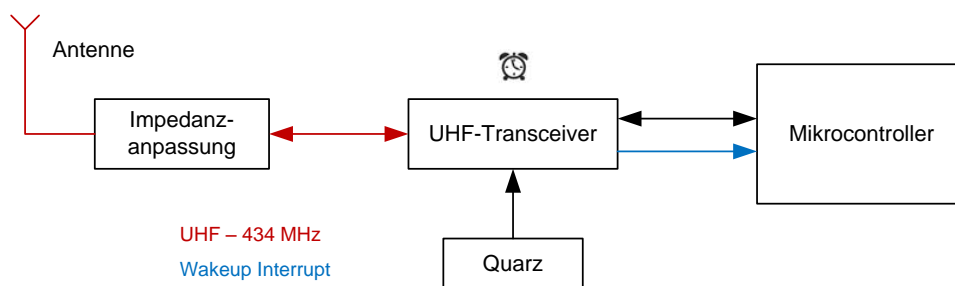 Antenne
Impedanz-
anpassung
UHF-Transceiver
Mikrocontroller
UHF – 434 MHz
Wakeup Interrupt
Quarz